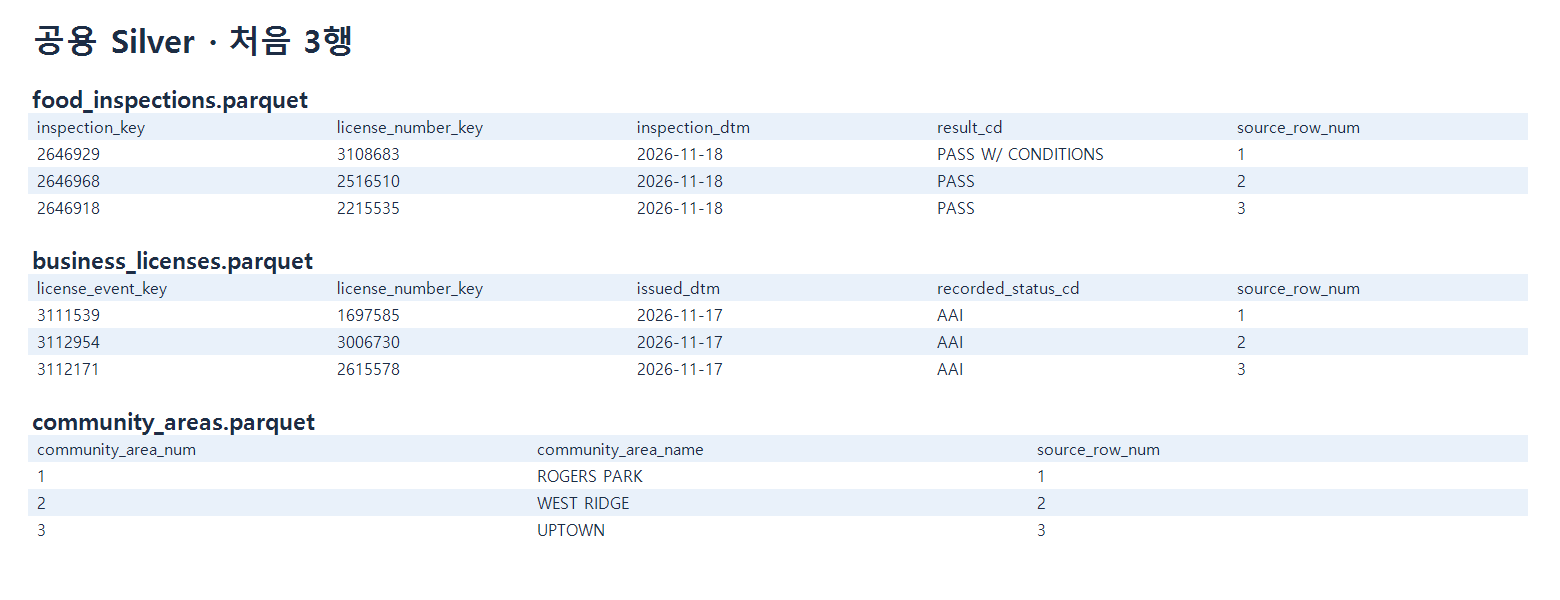 공용 Silver · 처음 3행
food_inspections.parquet
inspection_key license_number_key inspection_dtm result_cd source_row_num
2646929 3108683 2026-11-18 PASS W/ CONDITIONS 1
2646968 2516510 2026-11-18 PASS 2
2646918 2215535 2026-11-18 PASS 3
business_licenses.parquet
license_event_key license_number_key issued_dtm recorded_status_cd source_row_num
3111539 1697585 2026-11-17 AAI 1
3112954 3006730 2026-11-17 AAI 2
3112171 2615578 2026-11-17 AAI 3
community_areas.parquet
community_area_num community_area_name source_row_num
1 ROGERS PARK 1
2 WEST RIDGE 2
3 UPTOWN 3